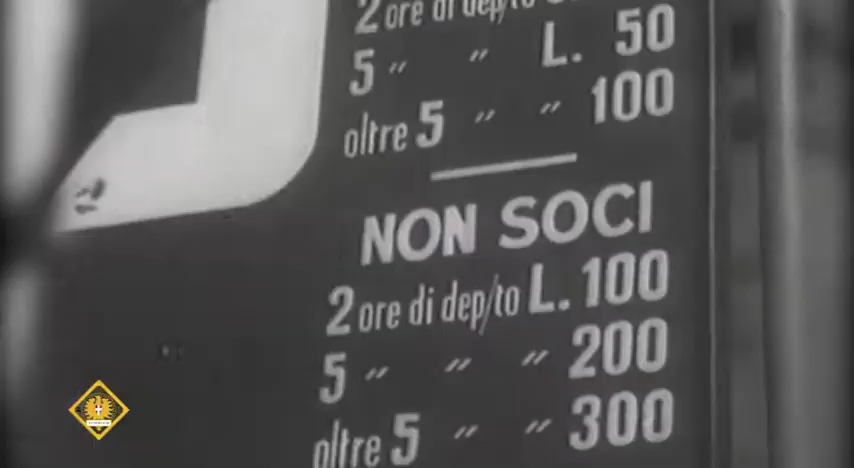 2 ore di dep/to
5 " " L. 50
oltre 5 " " 100
NON SOCI
2 ore di dep/to L. 100
5 " " " 200
oltre 5 " " 300